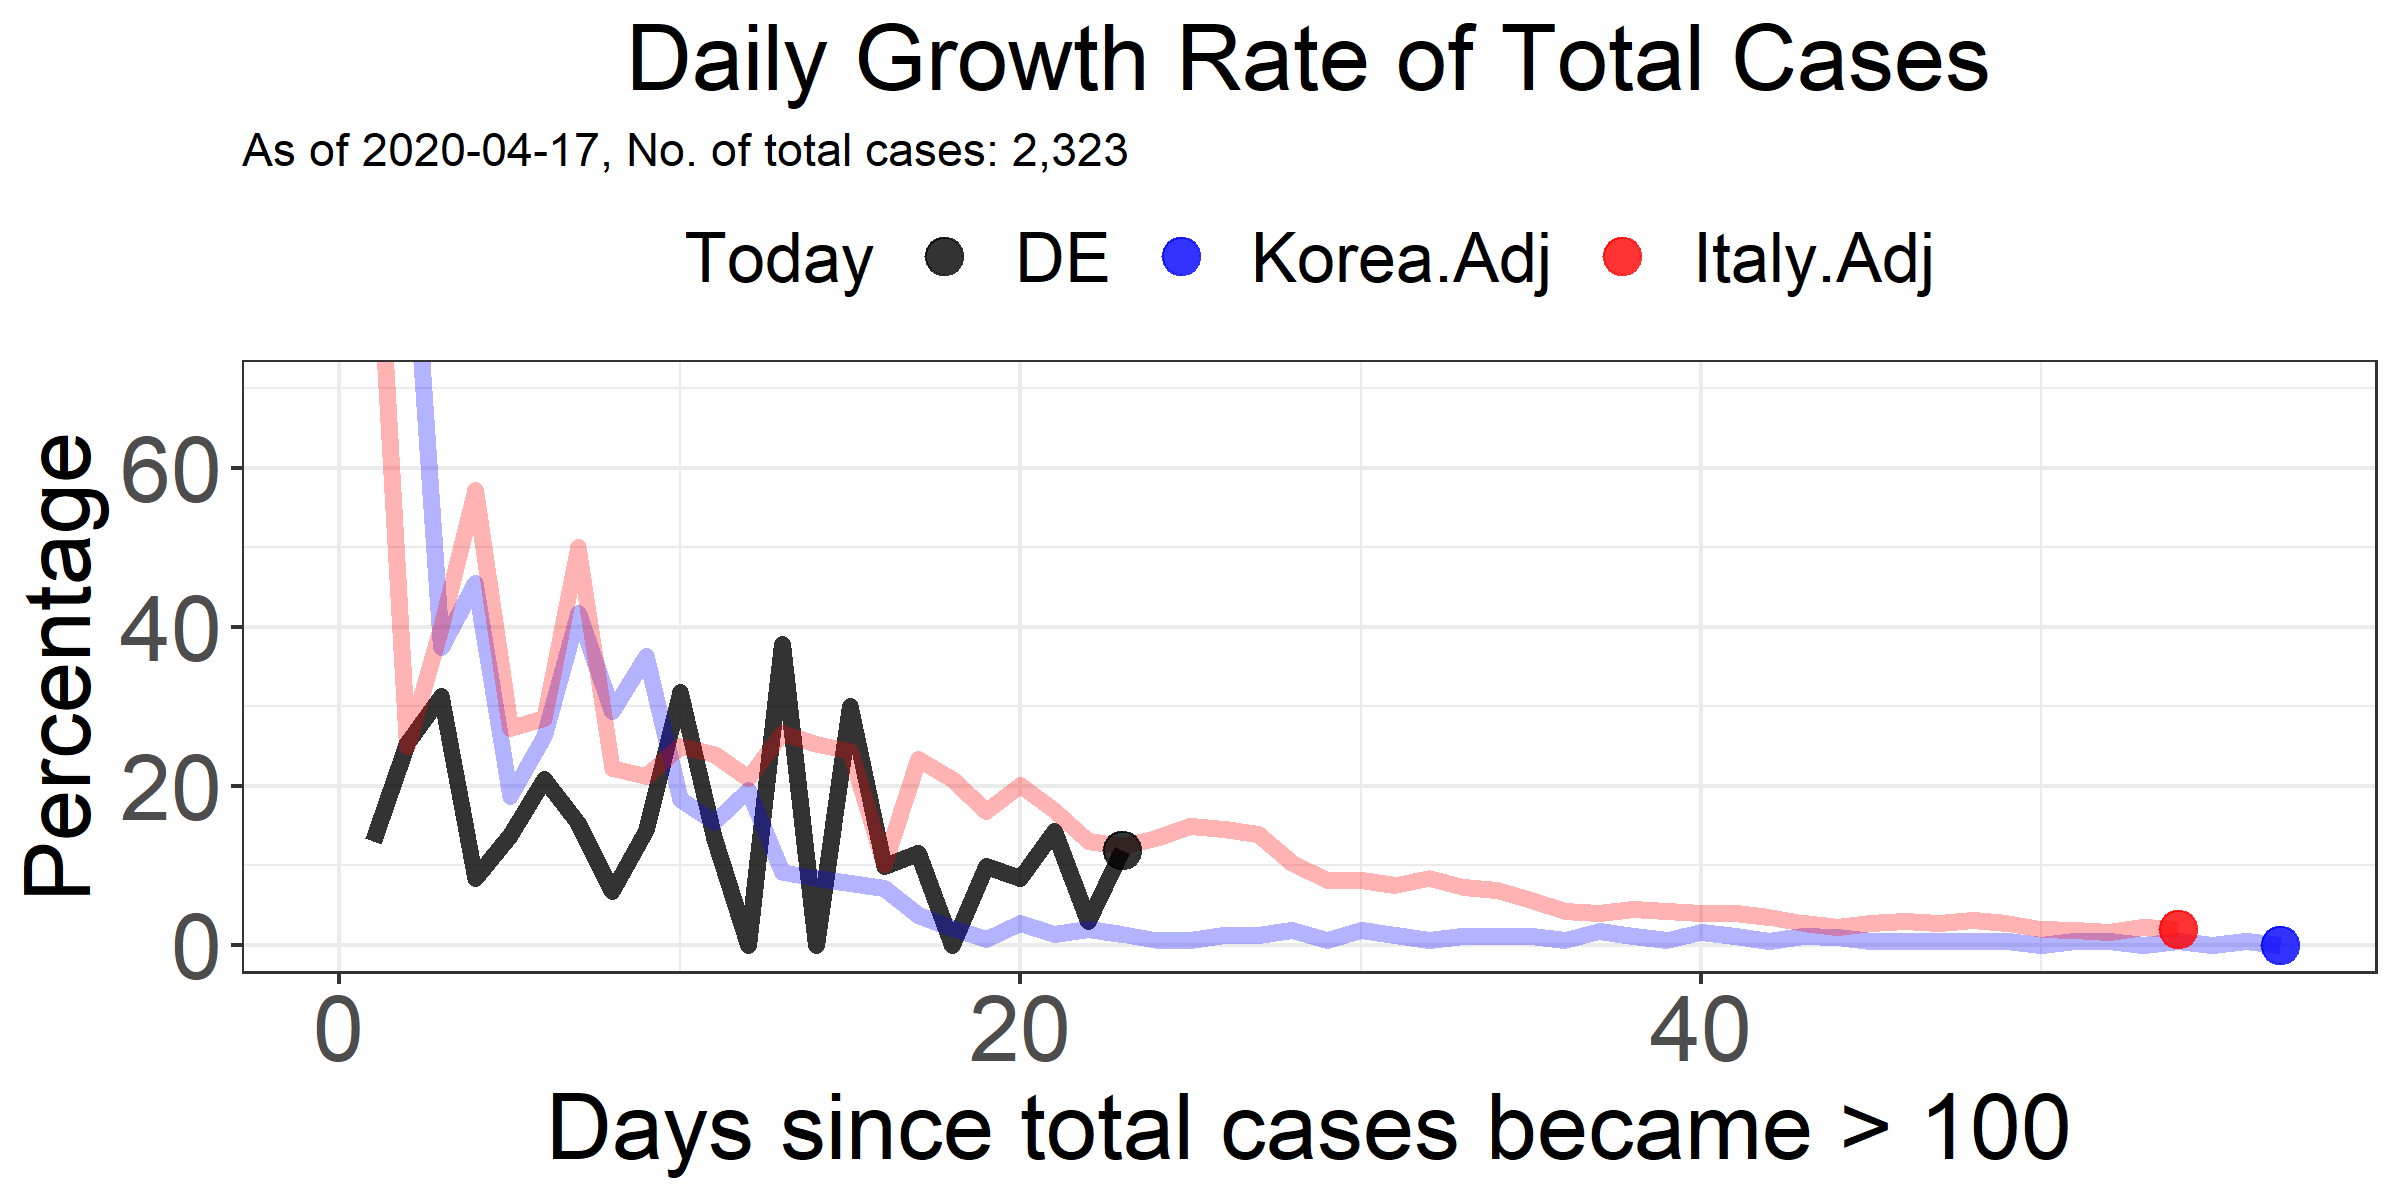 Daily Growth Rate of Total Cases
As of 2020-04-17, No. of total cases: 2,323
Today DE Korea.Adj Italy.Adj
Percentage
60
40
20
0
0 20 40
Days since total cases became > 100